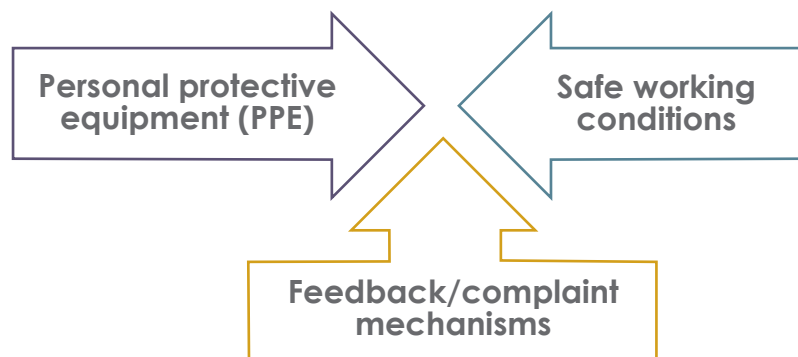 Personal protective
equipment (PPE)
Safe working
conditions
Feedback/complaint
mechanisms